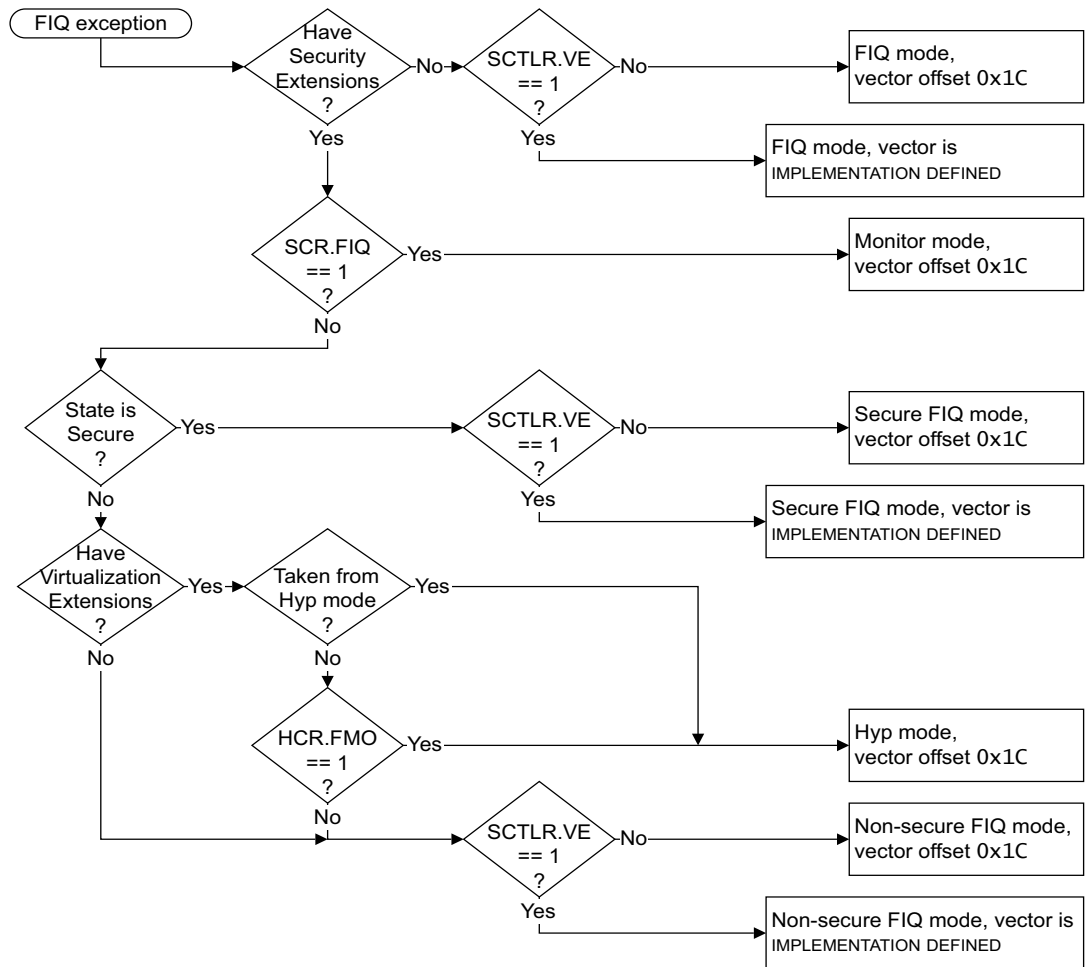 FIQ exception
Have
Security
Extensions
?
No
Yes
SCTLR.VE
== 1
?
No
Yes
FIQ mode,
vector offset 0x1C
FIQ mode, vector is
IMPLEMENTATION DEFINED
SCR.FIQ
== 1
?
Yes
No
Monitor mode,
vector offset 0x1C
State is
Secure
?
Yes
No
SCTLR.VE
== 1
?
No
Yes
Secure FIQ mode,
vector offset 0x1C
Secure FIQ mode, vector is
IMPLEMENTATION DEFINED
Have
Virtualization
Extensions
?
Yes
No
Taken from
Hyp mode
?
Yes
No
HCR.FMO
== 1
?
Yes
No
Hyp mode,
vector offset 0x1C
SCTLR.VE
== 1
?
No
Yes
Non-secure FIQ mode,
vector offset 0x1C
Non-secure FIQ mode, vector is
IMPLEMENTATION DEFINED